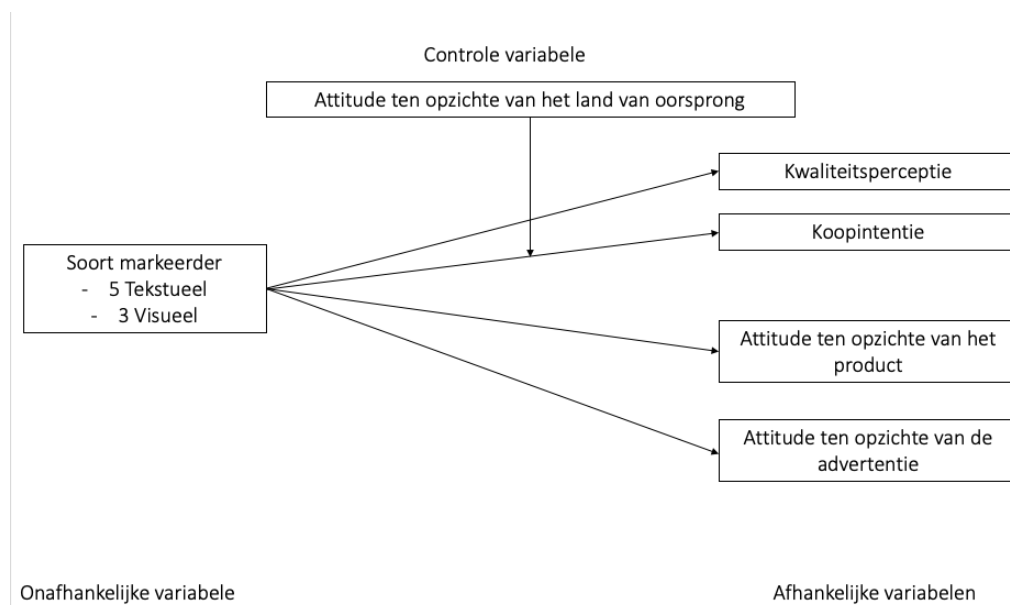 Controle variabele
Attitude ten opzichte van het land van oorsprong
Kwaliteitsperceptie
Koopintentie
Soort markeerder
- 5 Tekstueel
- 3 Visueel
Attitude ten opzichte van het
product
Attitude ten opzichte van de
advertentie
Onafhankelijke variabele
Afhankelijke variabelen